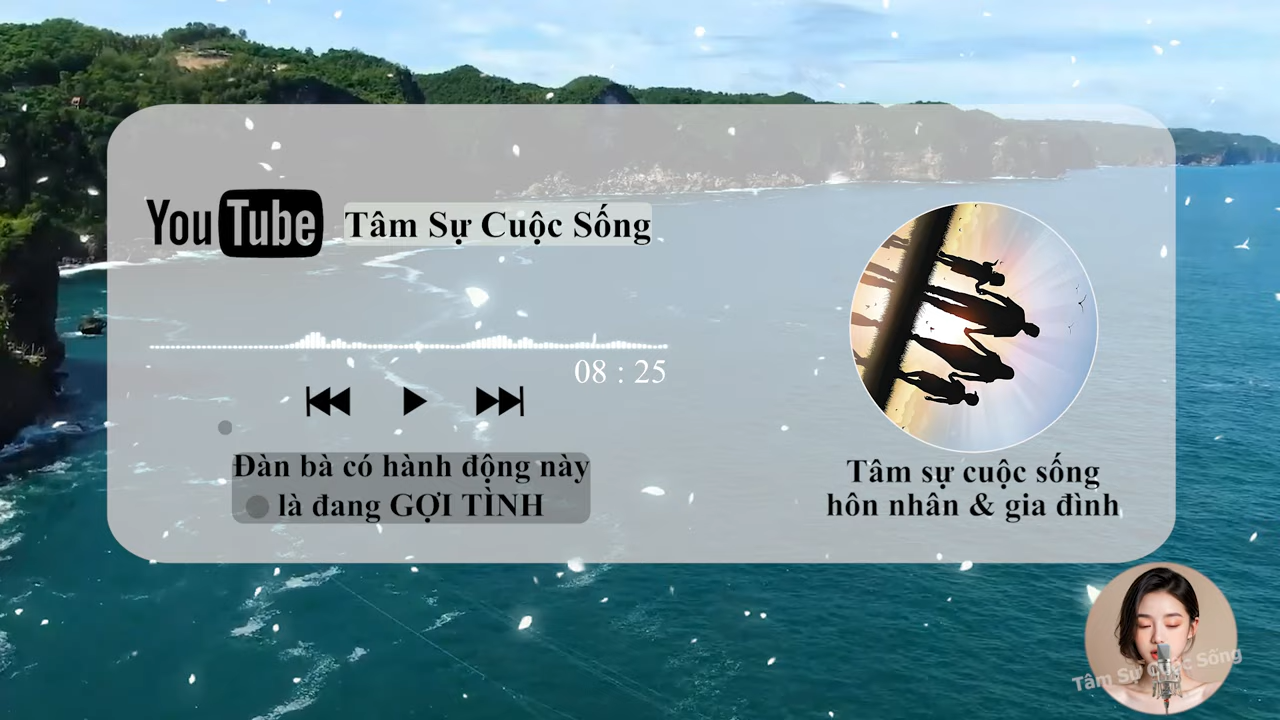 YouTube Tâm Sự Cuộc Sống
08 : 25
Đàn bà có hành động này
là đang GỢI TÌNH
Tâm sự cuộc sống
hôn nhân & gia đình
Tâm Sự Cuộc Sống